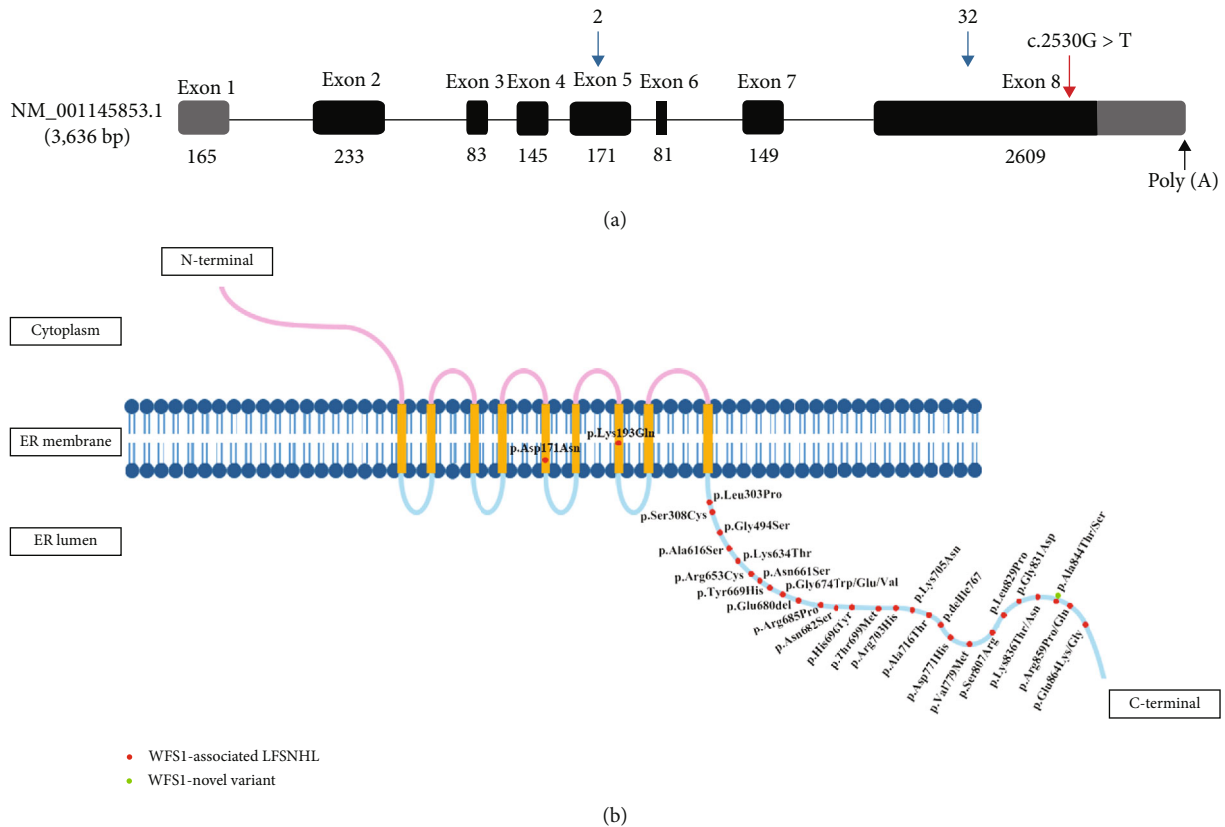 2
32
c.2530G > T
Exon 1
Exon 2
Exon 3
Exon 4
Exon 5
Exon 6
Exon 7
Exon 8
NM_001145853.1
(3,636 bp)
165
233
83
145
171
81
149
2609
Poly (A)
(a)
N-terminal
Cytoplasm
ER membrane
p.Asp171Asn
p.Lys193Gln
ER lumen
p.Leu303Pro
p.Ser308Cys
p.Gly494Ser
p.Ala616Ser
p.Lys634Thr
p.Arg653Cys
p.Asn661Ser
p.Tyr669His
p.Gly674Trp/Glu/Val
p.Glu680del
p.Arg685Pro
p.Asn682Ser
p.His696Tyr
p.Thr699Met
p.Arg703His
p.Lys705Asn
p.Ala716Thr
p.delIle767
p.Asp771His
p.Val779Met
p.Ser807Arg
p.Leu829Pro
p.Gly831Asp
p.Lys836Thr/Asn
p.Ala844Thr/Ser
p.Arg859Pro/Gln
p.Glu864Lys/Gly
C-terminal
WFS1-associated LFSNHL
WFS1-novel variant
(b)